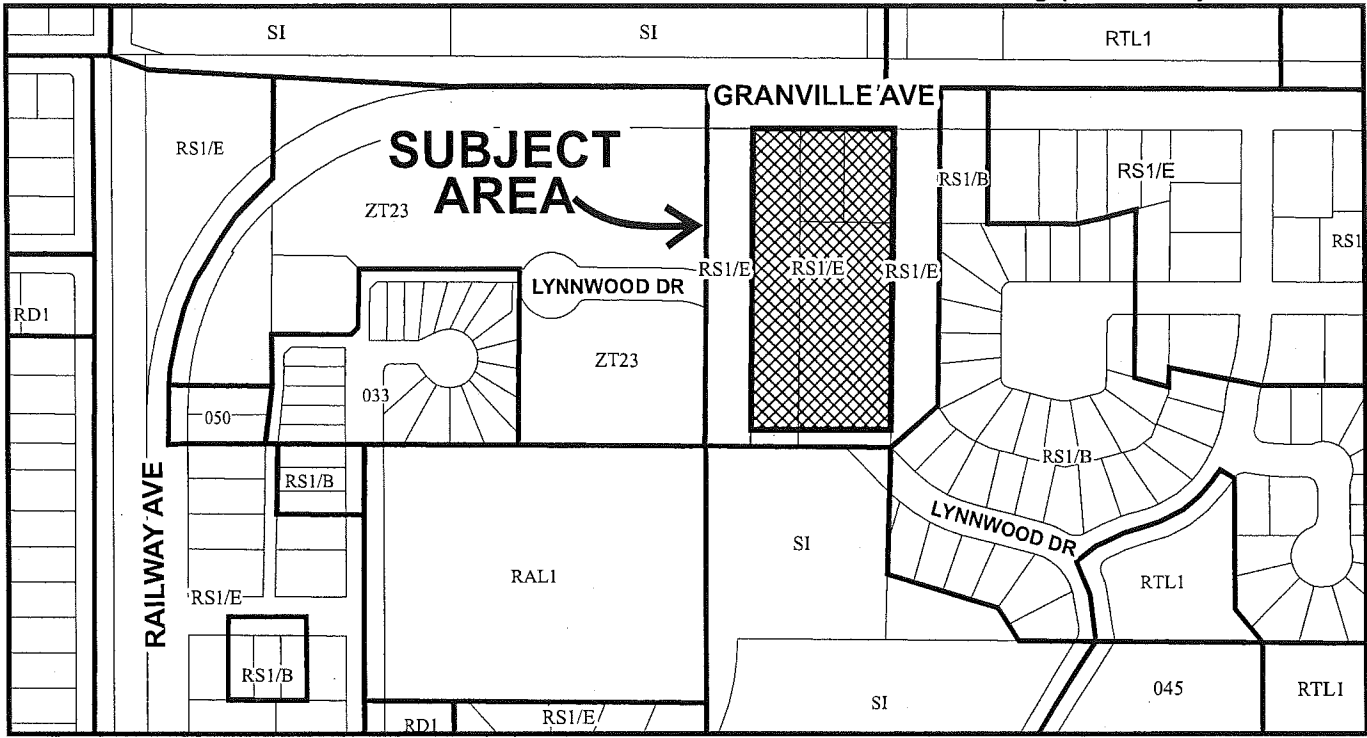 SI
SI
RTL1
GRANVILLE AVE
RS1/E
SUBJECT
AREA
ZT23
RS1/B
RS1/E
RS1
RS1/E
RS1/E
RS1/E
LYNNWOOD DR
RD1
ZT23
033
050
RS1/B
RS1/B
LYNNWOOD DR
SI
RAL1
RTL1
RAILWAY AVE
RS1/E
RS1/B
SI
045
RTL1
RD1
RS1/E